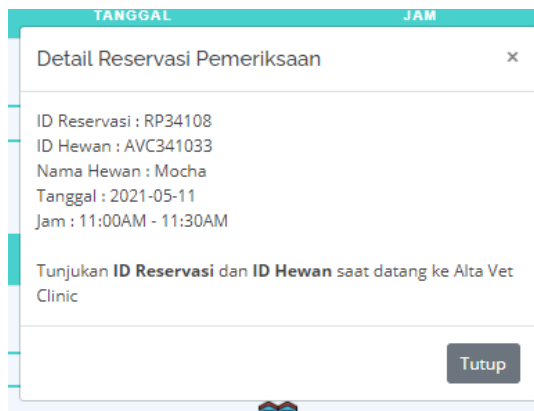 TANGGAL JAM
Detail Reservasi Pemeriksaan ×
ID Reservasi : RP34108
ID Hewan : AVC341033
Nama Hewan : Mocha
Tanggal : 2021-05-11
Jam : 11:00AM - 11:30AM
Tunjukan ID Reservasi dan ID Hewan saat datang ke Alta Vet
Clinic
Tutup